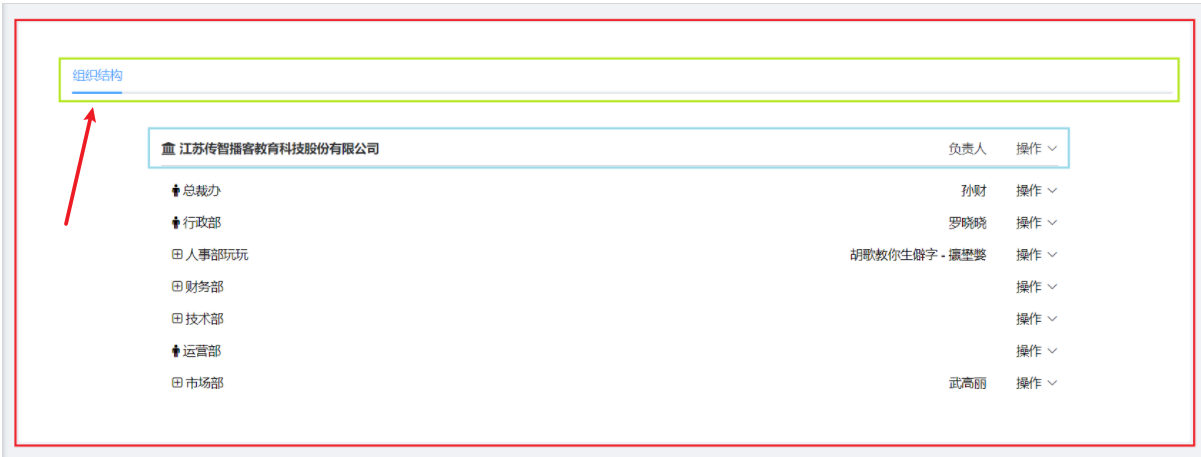 组织结构
江苏传智播客教育科技股份有限公司 负责人 操作
总裁办 孙财 操作
行政部 罗晓晓 操作
人事部玩玩 胡歌教你生僻字 - 操作
财务部 操作
技术部 操作
运营部 操作
市场部 武高丽 操作